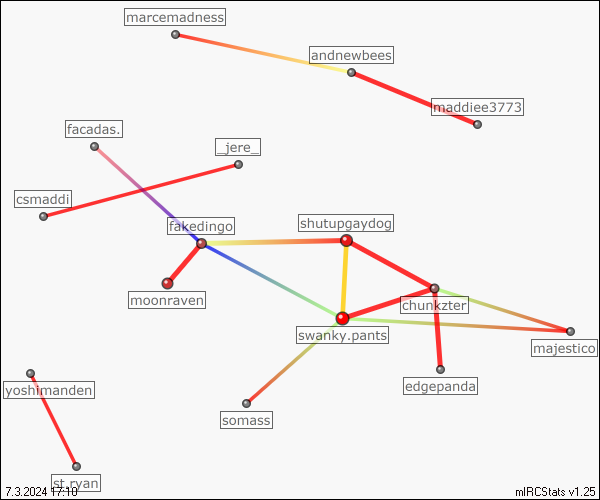 marcemadness
andnewbees
maddiee3773
facadas.
_jere_
csmaddi
shutupgaydog
fakedingo
moonraven
chunkzter
swanky.pants
majestico
edgepanda
yoshimanden
somass
st.ryan
7.3.2024 17:10
mIRCStats v1.25